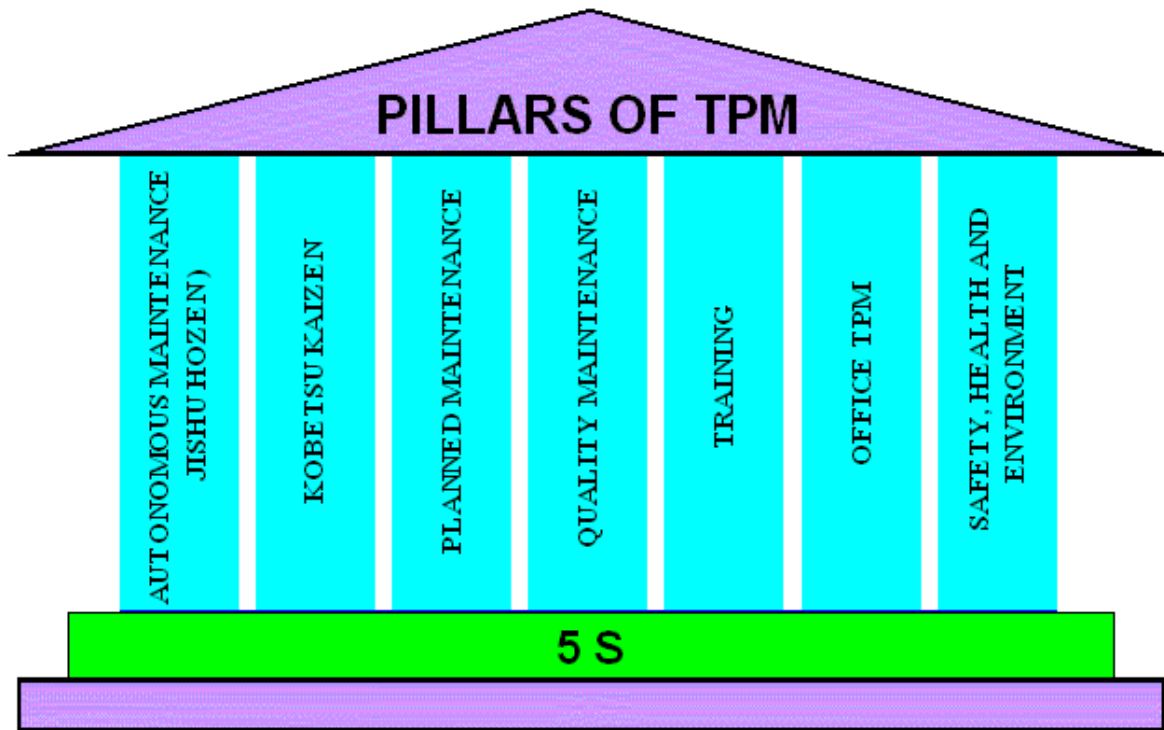 PILLARS OF TPM
AUTONOMOUS MAINTENANCE
JISHU HOZEN )
KOBETSU KAIZEN
PLANNED MAINTENANCE
QUALITY MAINTENANCE
TRAINING
OFFICE TPM
SAFETY, HEALTH AND
ENVIRONMENT
5 S